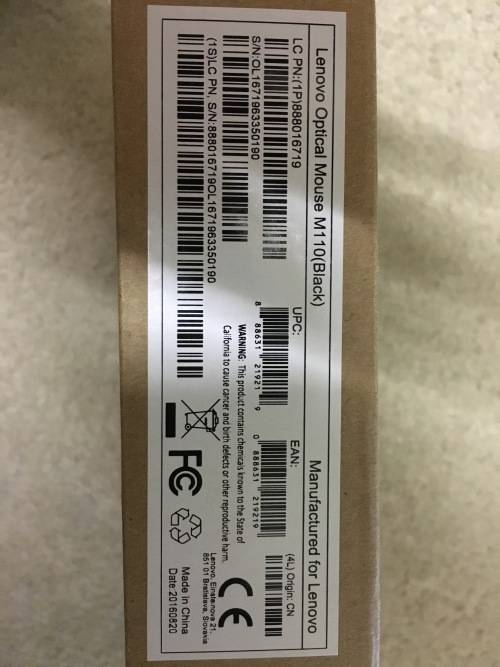 Lenovo Optical Mouse M110(Black)
Manufactured for Lenovo
LC PN:(1P)888016719
UPC:
8 88631 21921 9
EAN:
0 888631 219219
(4L) Origin: CN
S/N:OL1671963350190
(1S)LC PN, S/N:888016719OL1671963350190
WARNING: This product contains chemicals known to the State of
California to cause cancer and birth defects or other reproductive harm.
CE
FC
Lenovo, Einsteinova 21,
851 01 Bratislava, Slovakia
Made in China
Date:20160820